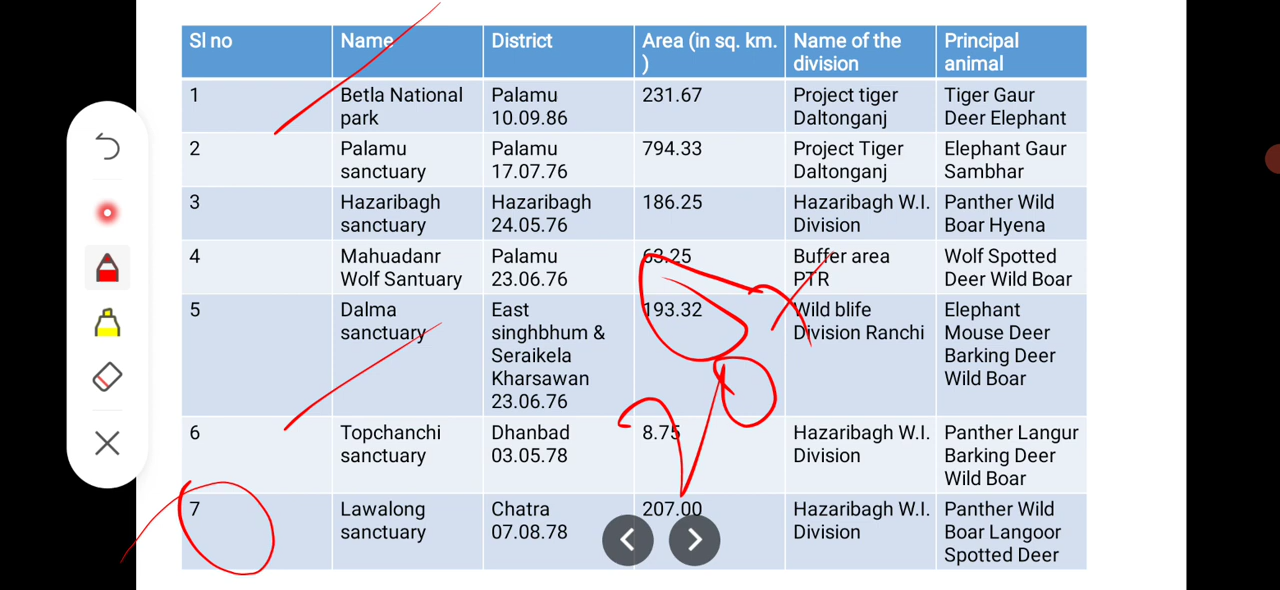 Sl no
Name
District
Area (in sq. km.
)
Name of the
division
Principal
animal
1
Betla National
park
Palamu
10.09.86
231.67
Project tiger
Daltonganj
Tiger Gaur
Deer Elephant
2
Palamu
sanctuary
Palamu
17.07.76
794.33
Project Tiger
Daltonganj
Elephant Gaur
Sambhar
3
Hazaribagh
sanctuary
Hazaribagh
24.05.76
186.25
Hazaribagh W.I.
Division
Panther Wild
Boar Hyena
4
Mahuadanr
Wolf Santuary
Palamu
23.06.76
63.25
Buffer area
PTR
Wolf Spotted
Deer Wild Boar
5
Dalma
sanctuary
East
singhbhum &
Seraikela
Kharsawan
23.06.76
193.32
Wild blife
Division Ranchi
Elephant
Mouse Deer
Barking Deer
Wild Boar
6
Topchanchi
sanctuary
Dhanbad
03.05.78
8.75
Hazaribagh W.I.
Division
Panther Langur
Barking Deer
Wild Boar
7
Lawalong
sanctuary
Chatra
07.08.78
207.00
Hazaribagh W.I.
Division
Panther Wild
Boar Langoor
Spotted Deer